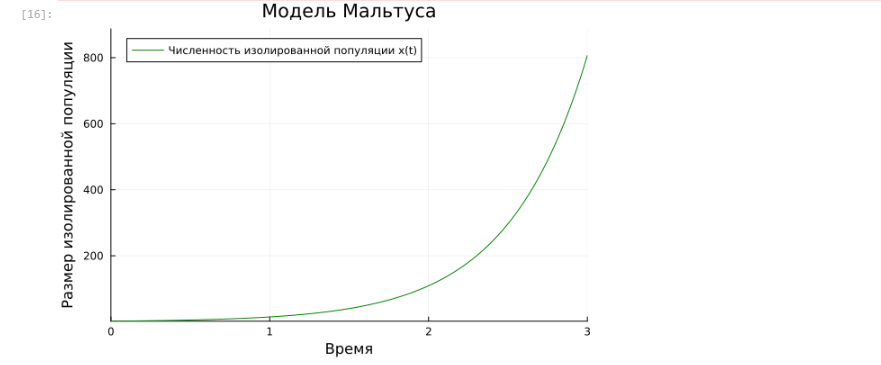 [16]:
Модель Мальтуса
Численность изолированной популяции x(t)
Размер изолированной популяции
800
600
400
200
0 1 2 3
Время